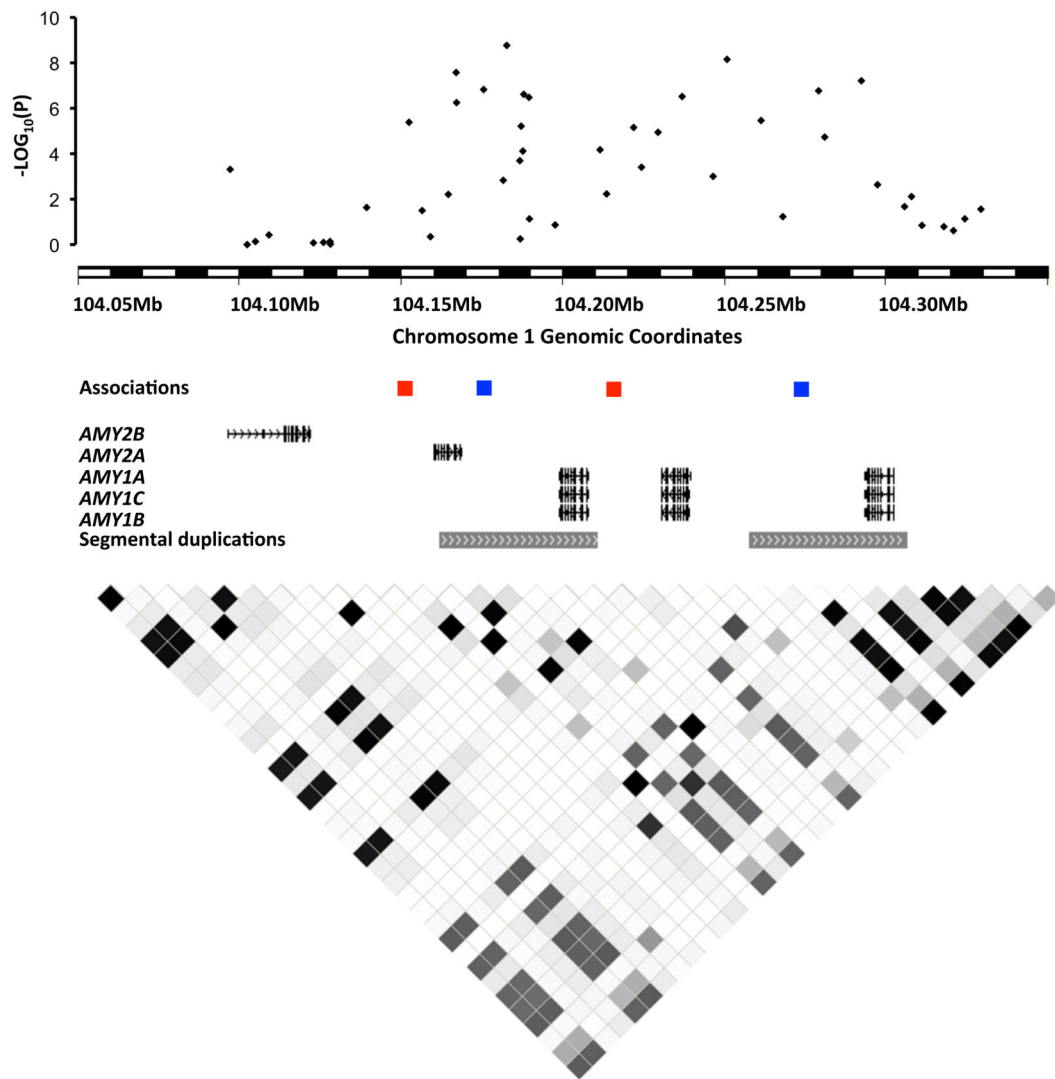 10
8
6
4
2
0
-LOG10(P)
104.05Mb 104.10Mb 104.15Mb 104.20Mb 104.25Mb 104.30Mb
Chromosome 1 Genomic Coordinates
Associations
AMY2B
AMY2A
AMY1A
AMY1C
AMY1B
Segmental duplications